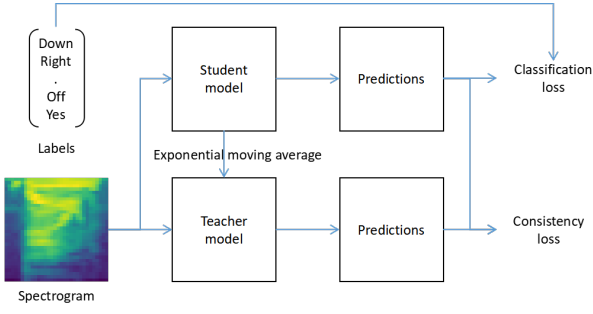 Down
Right
.
Off
Yes
Labels
Student
model
Predictions
Classification
loss
Exponential moving average
Teacher
model
Predictions
Consistency
loss
Spectrogram